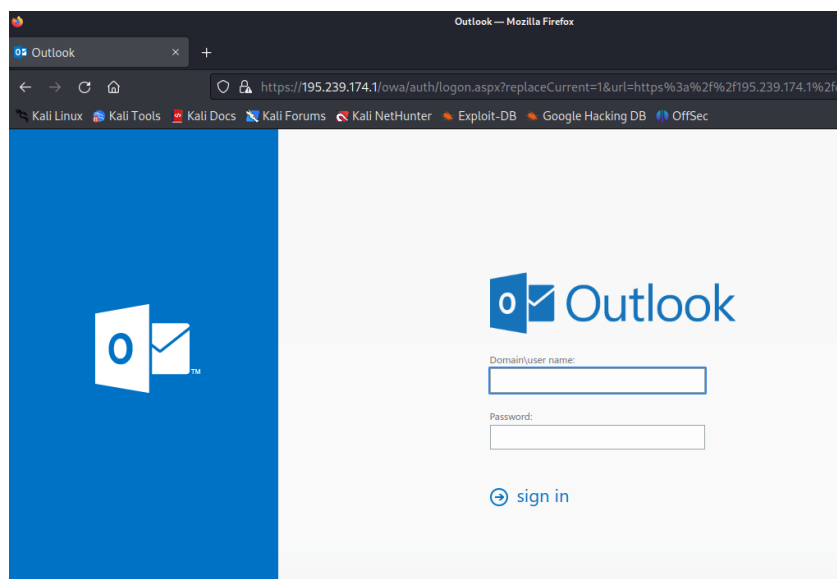 Outlook — Mozilla Firefox
Outlook
https://195.239.174.1/owa/auth/logon.aspx?replaceCurrent=1&url=https%3a%2f%2f195.239.174.1%2f
Kali Linux Kali Tools Kali Docs Kali Forums Kali NetHunter Exploit-DB Google Hacking DB OffSec
Outlook
TM
Domain\user name:
Password:
sign in